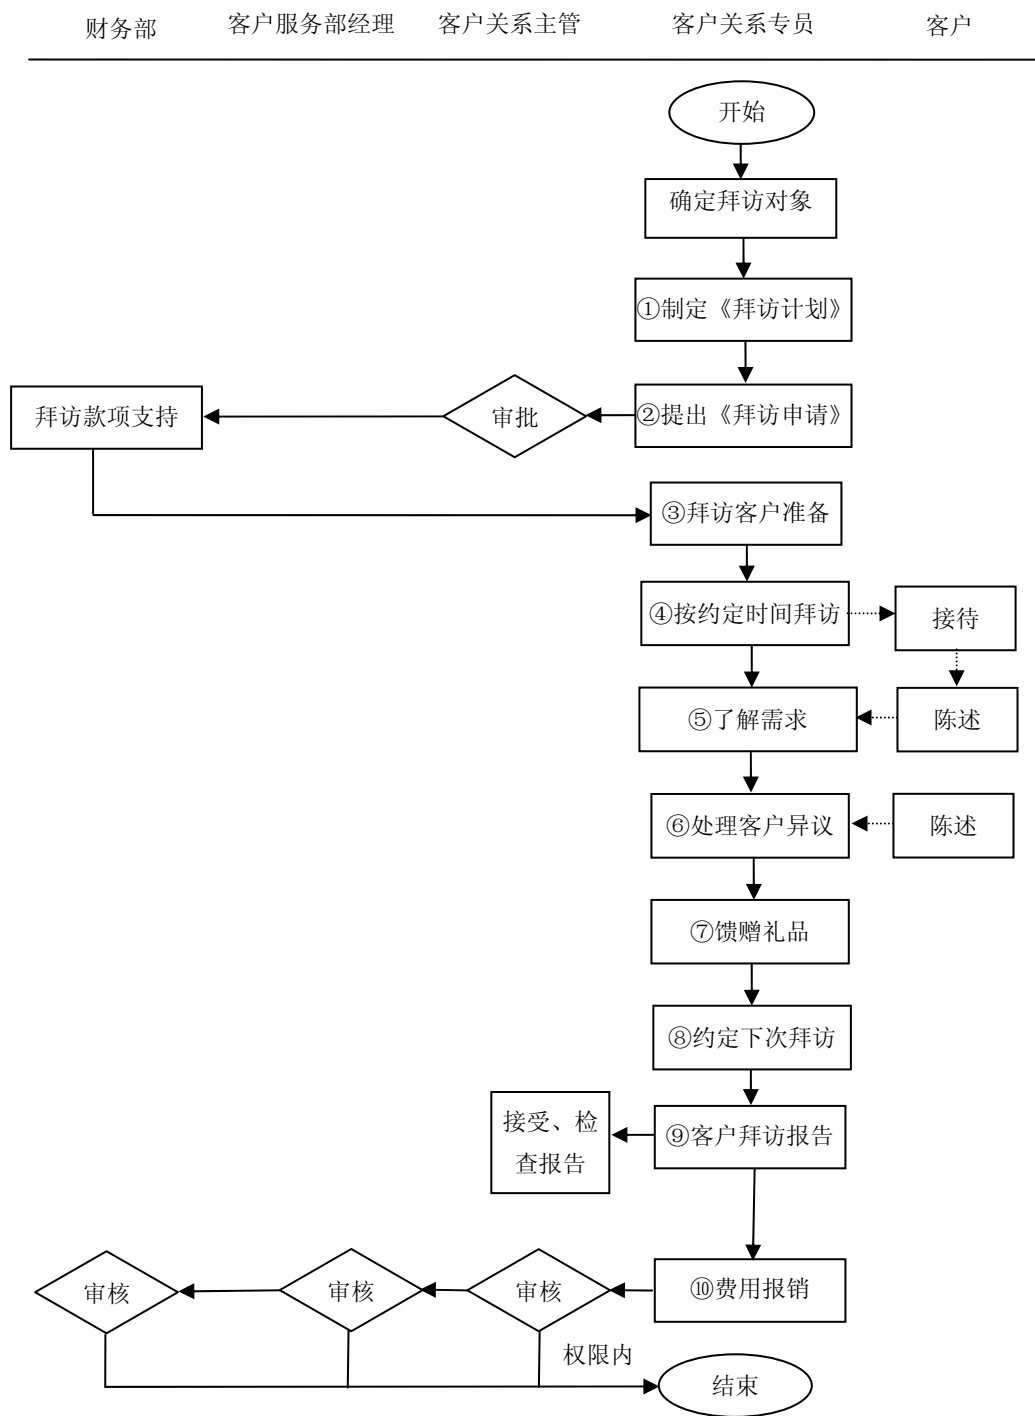 财务部 客户服务部经理 客户关系主管 客户关系专员 客户
开始
确定拜访对象
①制定《拜访计划》
拜访款项支持 审批 ②提出《拜访申请》
③拜访客户准备
④按约定时间拜访 接待
⑤了解需求 陈述
⑥处理客户异议 陈述
⑦馈赠礼品
⑧约定下次拜访
接受、检
查报告
⑨客户拜访报告
审核 审核 审核 ⑩费用报销
权限内
结束